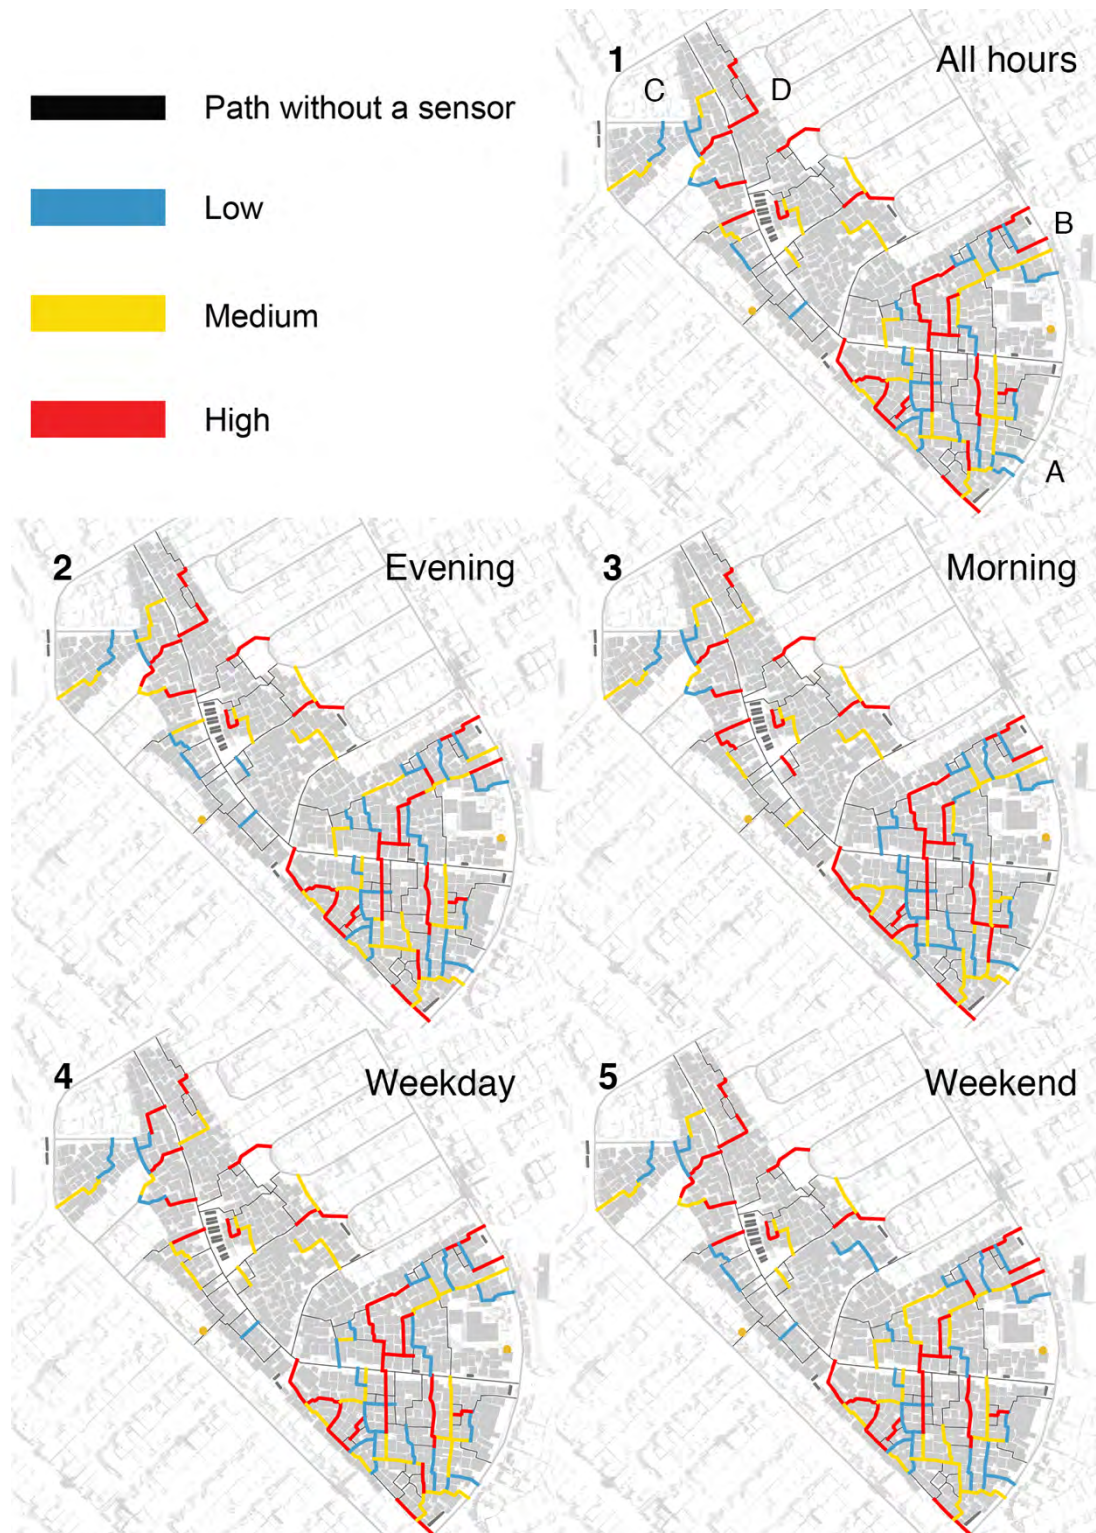 Path without a sensor
Low
Medium
High
1
All hours
C
D
B
A
2
Evening
3
Morning
4
Weekday
5
Weekend